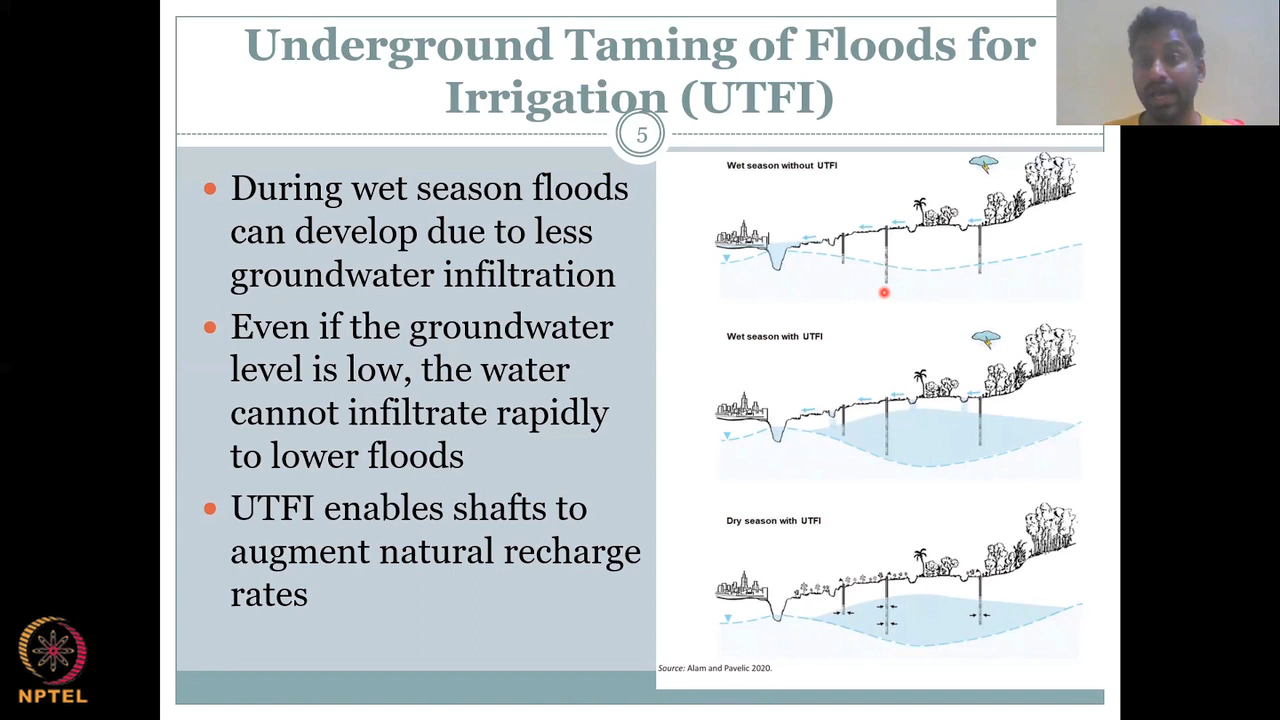 Underground Taming of Floods for
Irrigation (UTFI)
5
• During wet season floods
can develop due to less
groundwater infiltration
• Even if the groundwater
level is low, the water
cannot infiltrate rapidly
to lower floods
• UTFI enables shafts to
augment natural recharge
rates
Wet season without UTFI
Wet season with UTFI
Dry season with UTFI
Source: Alam and Pavelic 2020.
NPTEL